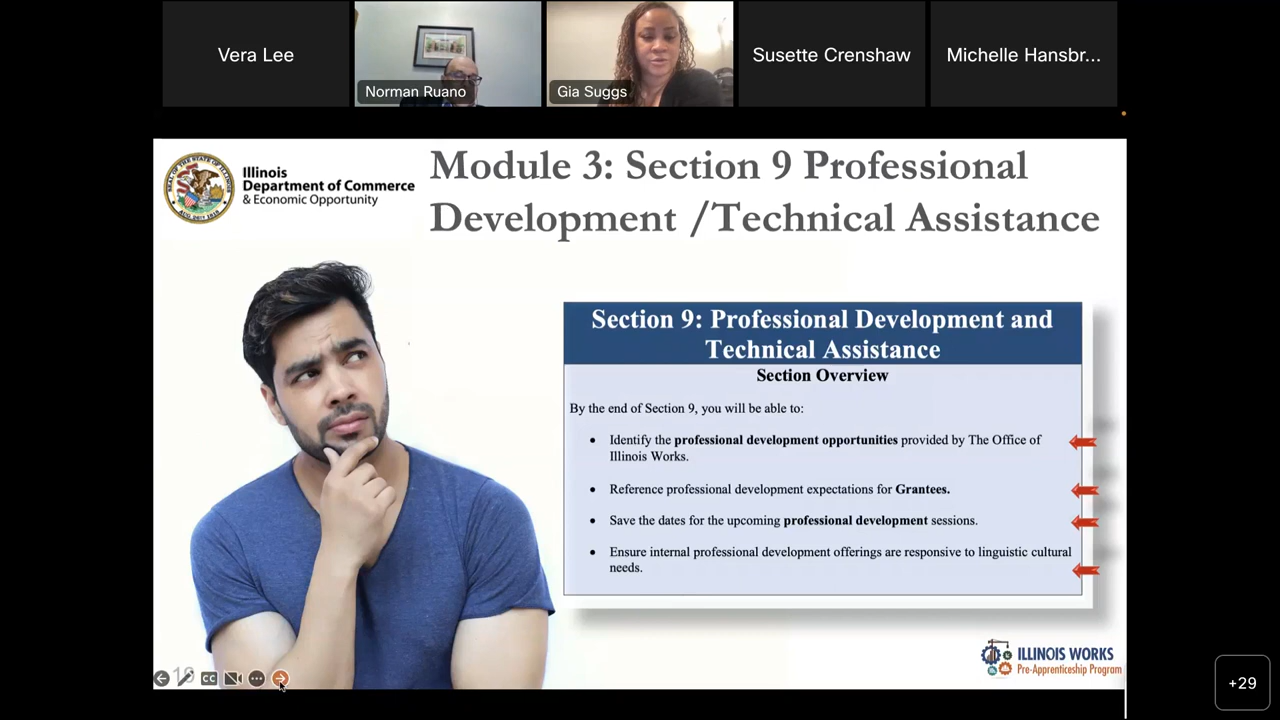 Vera Lee
Norman Ruano
Gia Suggs
Susette Crenshaw
Michelle Hansbr...
Illinois
Department of Commerce
& Economic Opportunity
Module 3: Section 9 Professional
Development /Technical Assistance
Section 9: Professional Development and
Technical Assistance
Section Overview
By the end of Section 9, you will be able to:
• Identify the professional development opportunities provided by The Office of
Illinois Works.
• Reference professional development expectations for Grantees.
• Save the dates for the upcoming professional development sessions.
• Ensure internal professional development offerings are responsive to linguistic cultural
needs.
CC
ILLINOIS WORKS
Pre-Apprenticeship Program
+29